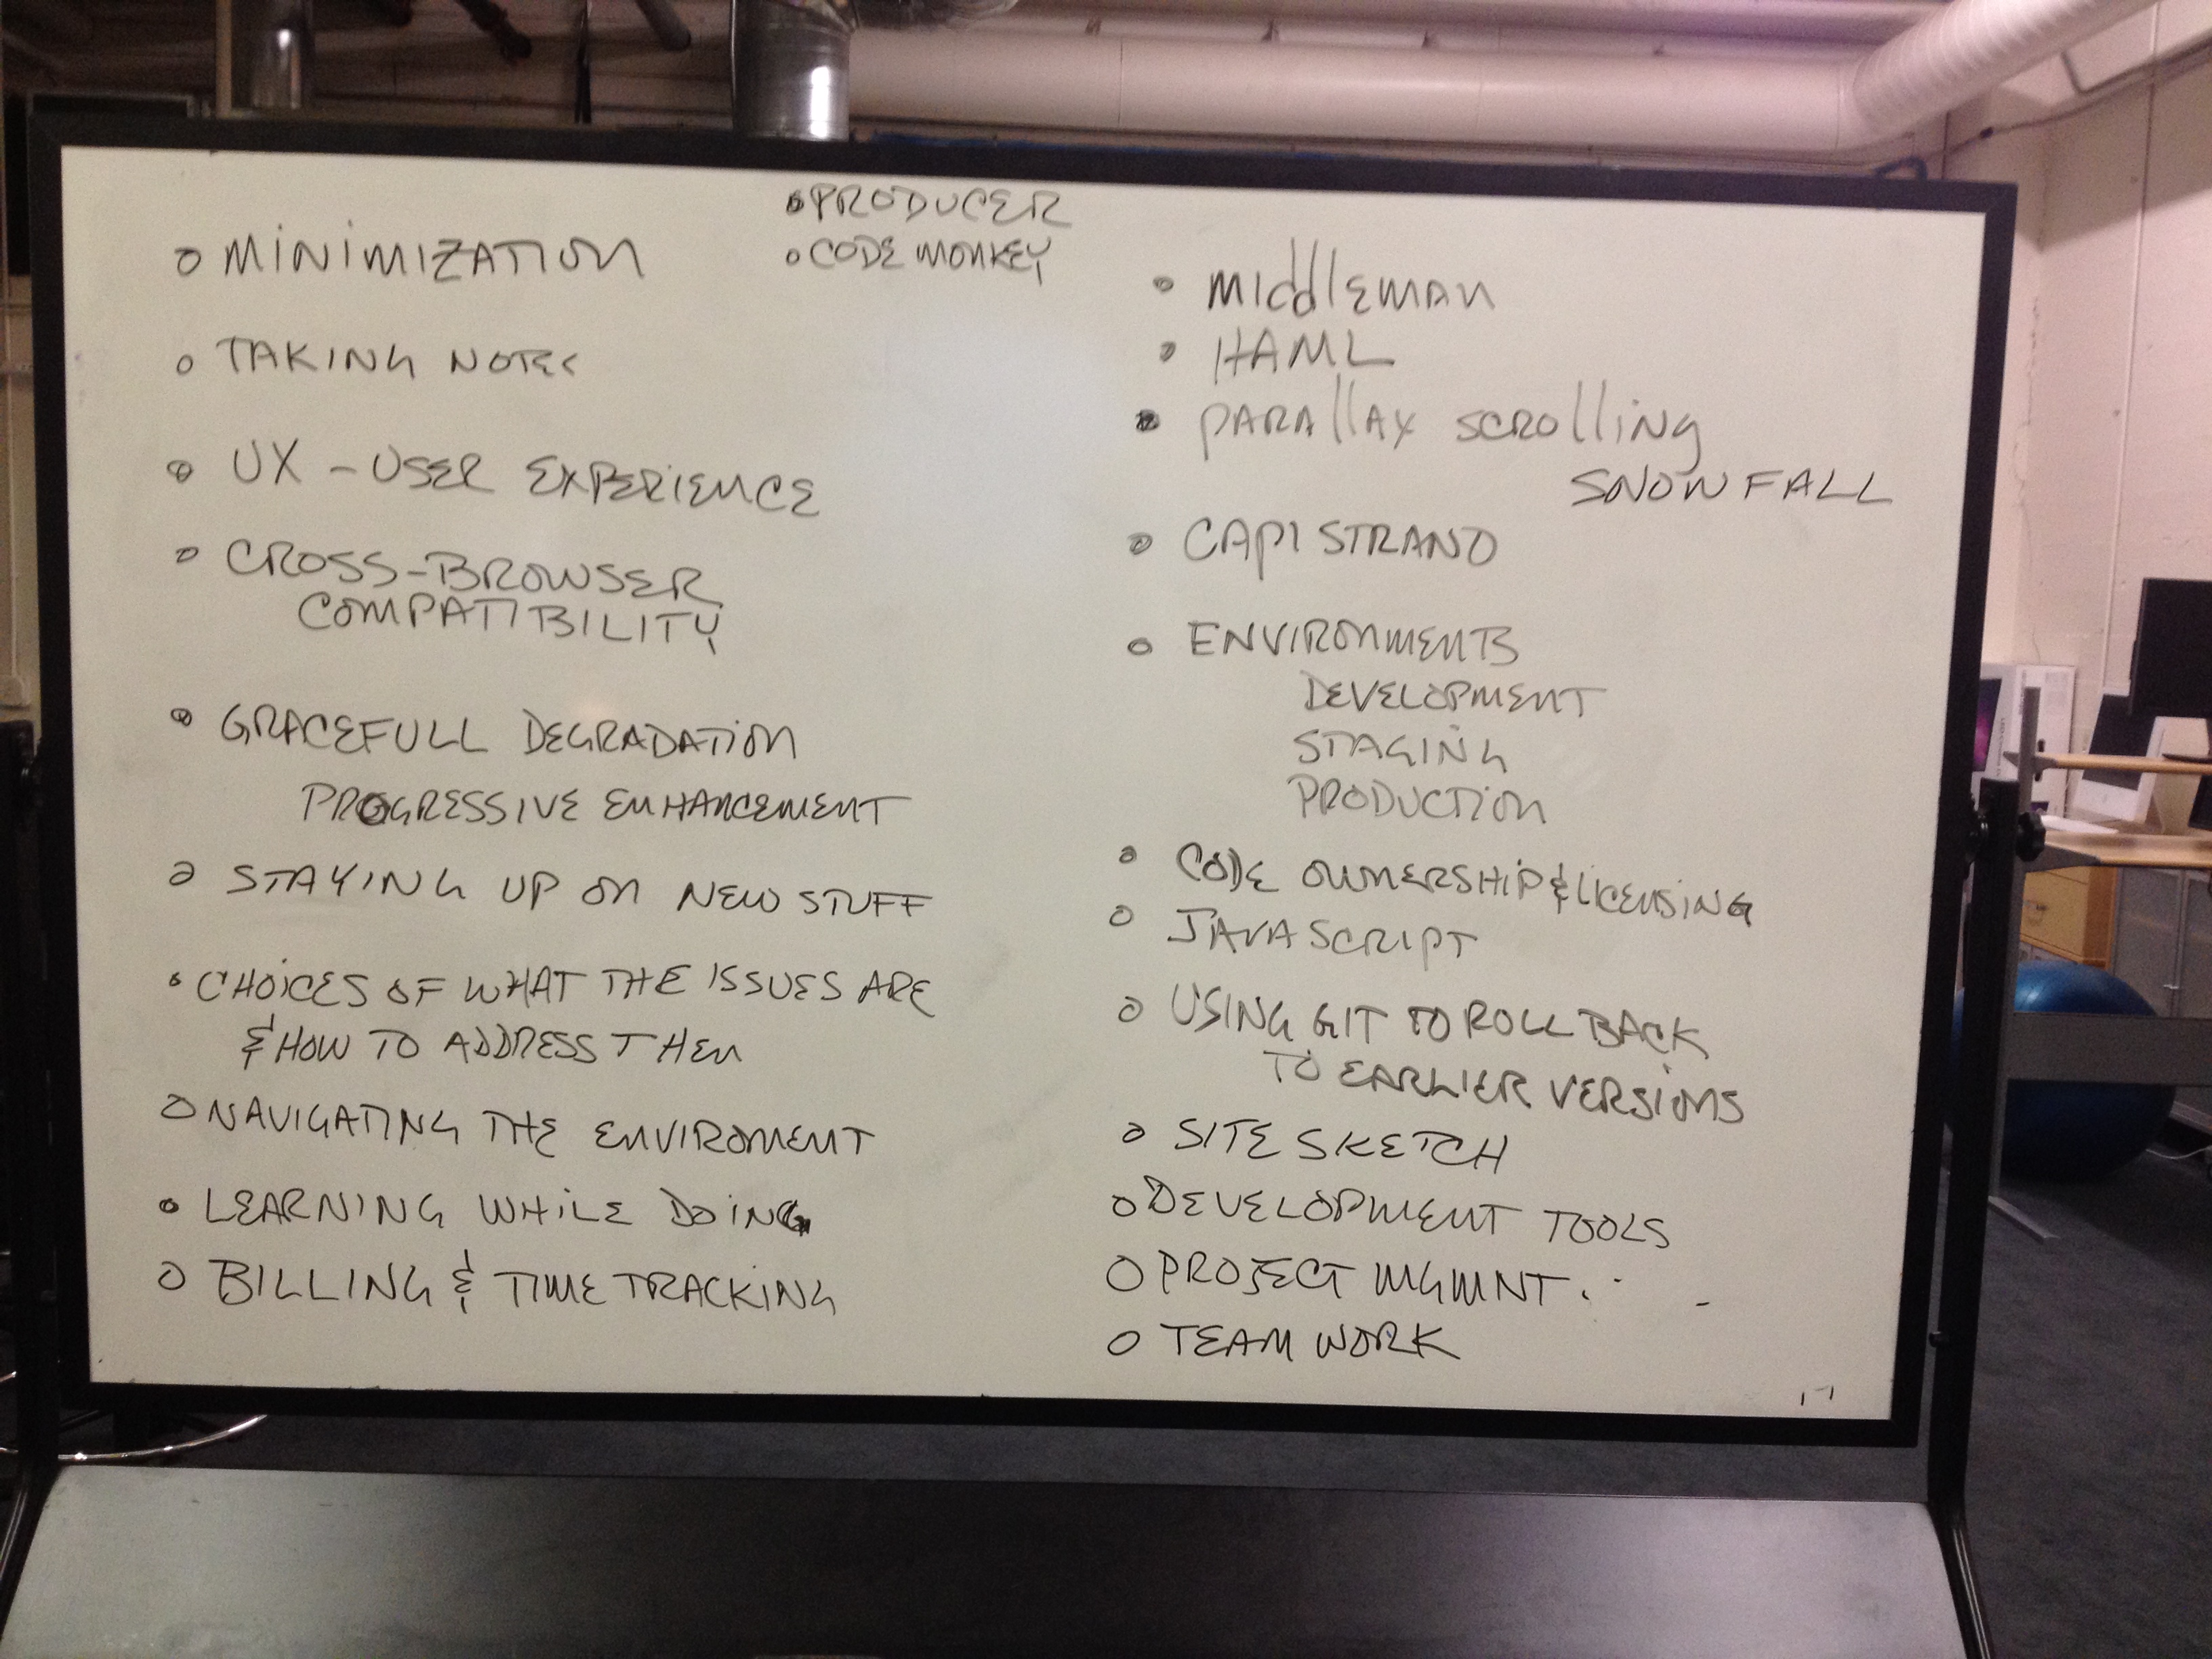 PRODUCER
CODE MONKEY
MINIMIZATION
TAKING NOTES
UX - USER EXPERIENCE
CROSS-BROWSER
COMPATIBILITY
GRACEFULL DEGRADATION
PROGRESSIVE ENHANCEMENT
STAYING UP ON NEW STUFF
CHOICES OF WHAT THE ISSUES ARE
& HOW TO ADDRESS THEM
NAVIGATING THE ENVIROMENT
LEARNING WHILE DOING
BILLING & TIME TRACKING
MIddlEMAN
HAML
PARAllAX SCROlliNg
SNOWFALL
CAPISTRANO
ENVIRONMENTS
DEVELOPMENT
STAGING
PRODUCTION
CODE OWNERSHIP & LICENSING
JAVASCRIPT
USING GIT TO ROLL BACK
TO EARLIER VERSIONS
SITE SKETCH
DEVELOPMENT TOOLS
PROJECT MGMNT.
TEAM WORK